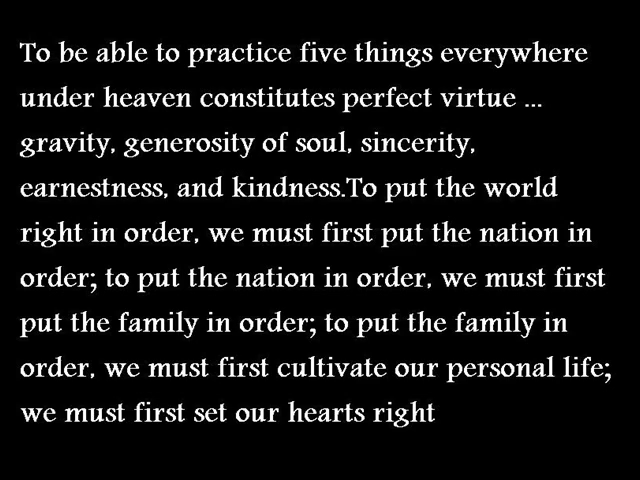 To be able to practice five things everywhere
under heaven constitutes perfect virtue ...
gravity, generosity of soul, sincerity,
earnestness, and kindness.To put the world
right in order, we must first put the nation in
order; to put the nation in order, we must first
put the family in order; to put the family in
order, we must first cultivate our personal life;
we must first set our hearts right